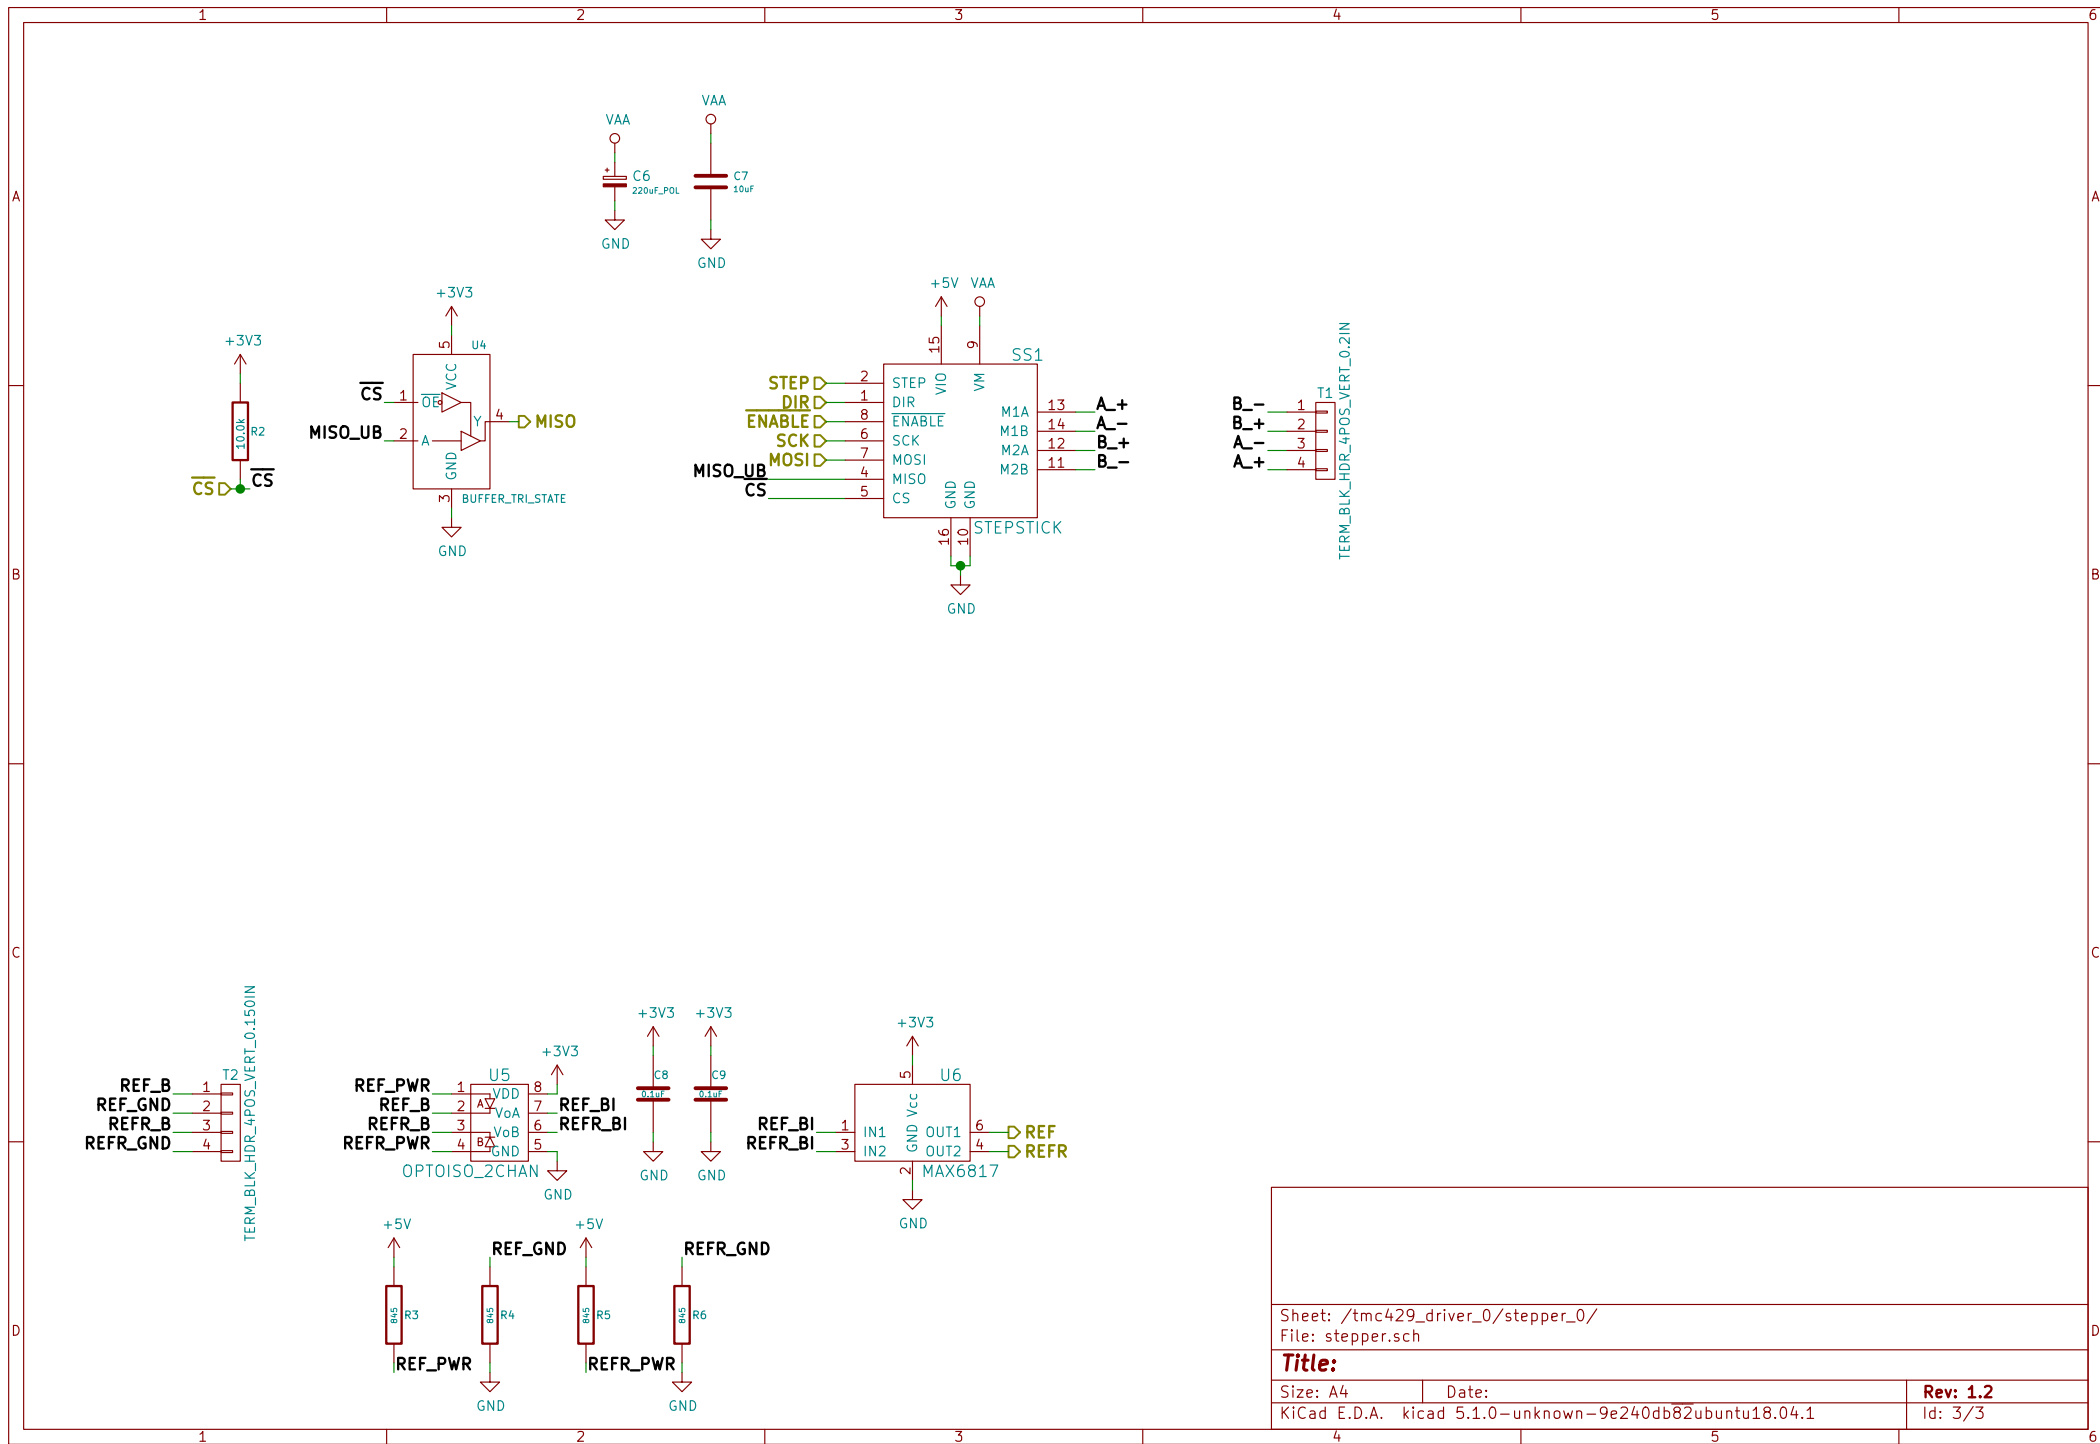 1 2 3 4 5 6
A A
VAA VAA
C6
220uF_POL
C7
10uF
GND GND
+3V3
R2
10.0k
CS CS
+3V3
U4
CS 1 OE VCC 5
MISO_UB 2 A Y 4 MISO
GND 3
BUFFER_TRI_STATE
GND
+5V VAA
15 9
SS1
VIO VM
STEP 2 STEP
DIR 1 DIR
ENABLE 8 ENABLE
SCK 6 SCK
MOSI 7 MOSI
MISO_UB 4 MISO
CS 5 CS
M1A 13 A_+
M1B 14 A_-
M2A 12 B_+
M2B 11 B_-
GND GND
16 10
STEPSTICK
GND
T1
B_- 1
B_+ 2
A_- 3
A_+ 4
TERM_BLK_HDR_4POS_VERT_0.2IN
B B
C C
T2
REF_B 1
REF_GND 2
REFR_B 3
REFR_GND 4
TERM_BLK_HDR_4POS_VERT_0.150IN
+3V3
U5
REF_PWR 1 VDD 8
REF_B 2 A VoA 7 REF_BI
REFR_B 3 VoB 6 REFR_BI
REFR_PWR 4 B GND 5
OPTOISO_2CHAN
GND
+3V3 +3V3
C8 C9
0.1uF 0.1uF
GND GND
+3V3
5 U6
Vcc
REF_BI 1 IN1 OUT1 6 REF
REFR_BI 3 IN2 OUT2 4 REFR
GND
2 MAX6817
GND
+5V REF_GND +5V REFR_GND
845 R3 845 R4 845 R5 845 R6
REF_PWR REFR_PWR
GND GND
D D
Sheet: /tmc429_driver_0/stepper_0/
File: stepper.sch
Title:
Size: A4 Date: Rev: 1.2
KiCad E.D.A. kicad 5.1.0-unknown-9e240db82ubuntu18.04.1 Id: 3/3
1 2 3 4 5 6